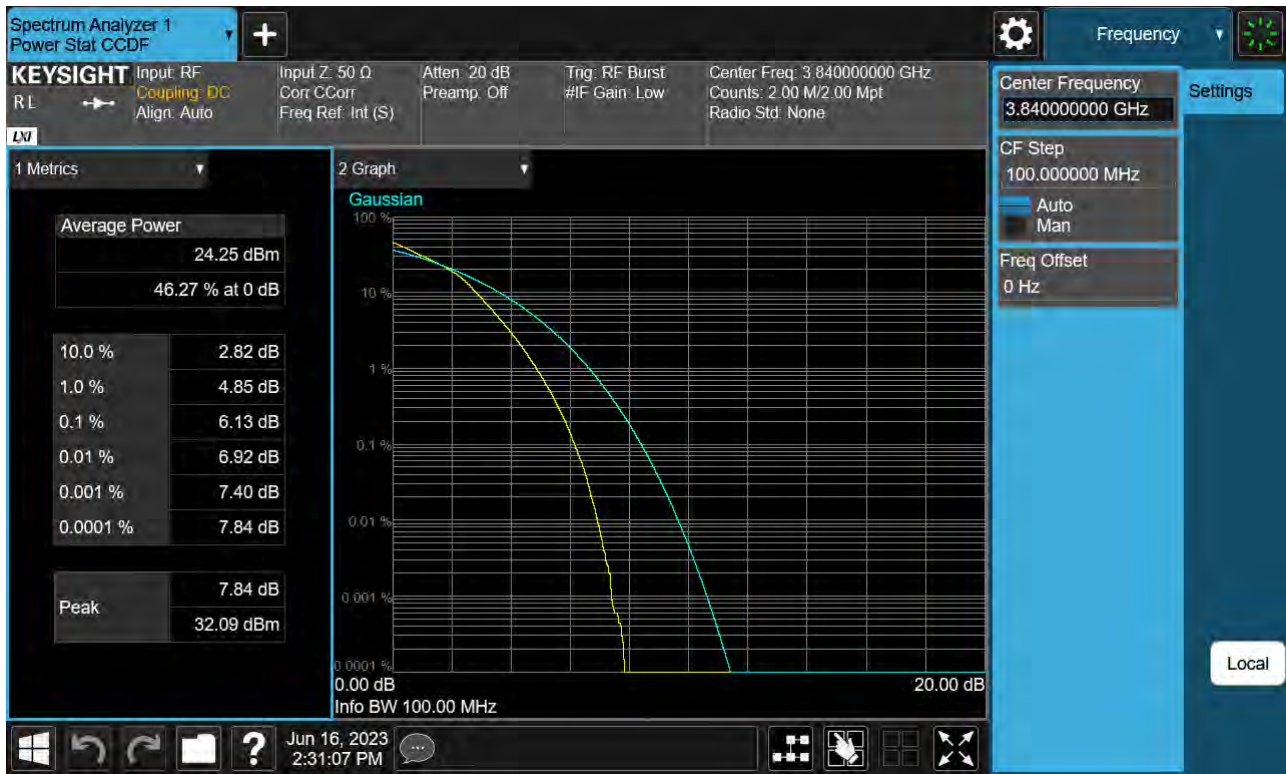 Spectrum Analyzer 1
Power Stat CCDF
+
Frequency
KEYSIGHT
Input: RF
Coupling: DC
Align: Auto
RL
LXI
Input Z: 50 Ω
Corr CCorr
Freq Ref: Int (S)
Atten: 20 dB
Preamp: Off
Trig: RF Burst
#IF Gain: Low
Center Freq: 3.840000000 GHz
Counts: 2.00 M/2.00 Mpt
Radio Std: None
Center Frequency
3.840000000 GHz
Settings
CF Step
100.000000 MHz
Auto
Man
Freq Offset
0 Hz
1 Metrics
Average Power
24.25 dBm
46.27 % at 0 dB
10.0 % 2.82 dB
1.0 % 4.85 dB
0.1 % 6.13 dB
0.01 % 6.92 dB
0.001 % 7.40 dB
0.0001 % 7.84 dB
Peak
7.84 dB
32.09 dBm
2 Graph
Gaussian
100 %
10 %
1 %
0.1 %
0.01 %
0.001 %
0.0001 %
0.00 dB 20.00 dB
Info BW 100.00 MHz
Local
?
Jun 16, 2023
2:31:07 PM